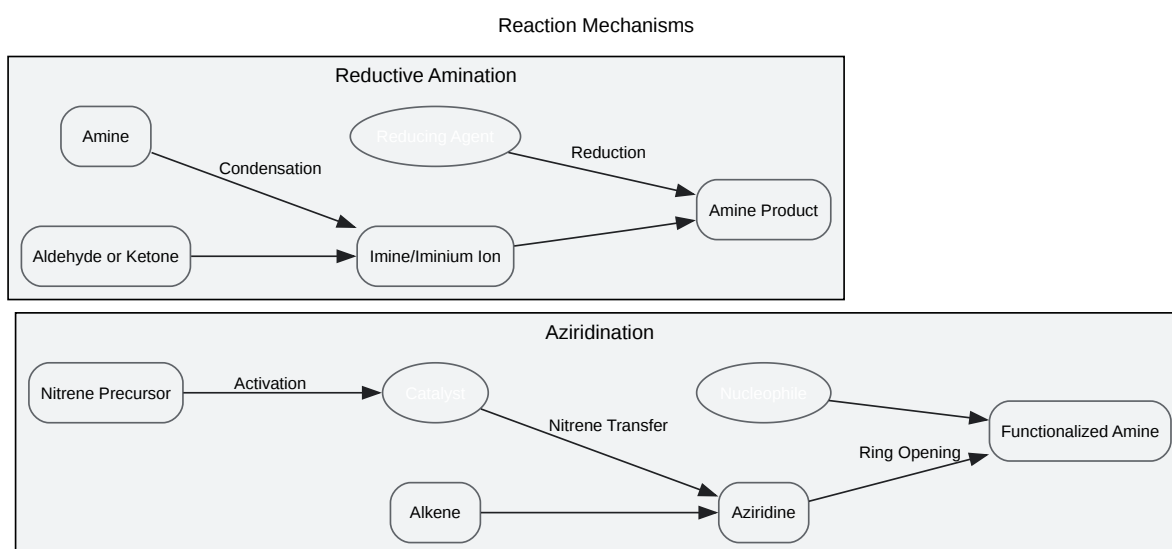 Reaction Mechanisms
Reductive Amination
Amine
Reducing Agent
Condensation
Reduction
Amine Product
Aldehyde or Ketone
Imine/Iminium Ion
Aziridination
Nitrene Precursor
Activation
Catalyst
Nucleophile
Nitrene Transfer
Functionalized Amine
Ring Opening
Alkene
Aziridine